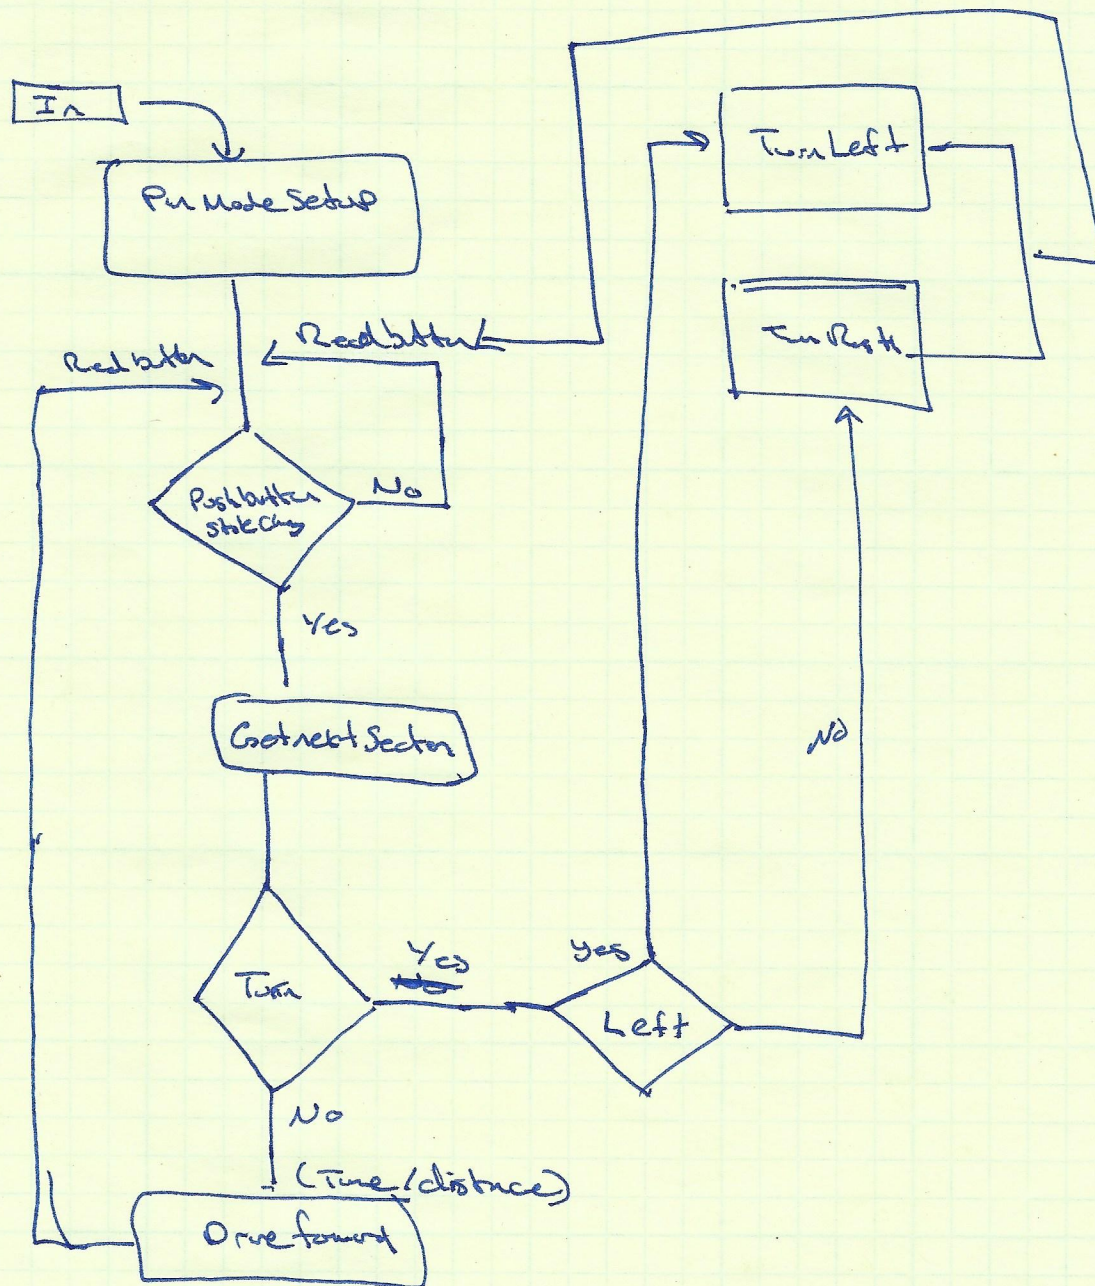 In
Pin Mode Setup
Turn Left
Turn Right
Read button
Read button
Pushbutton
State Chg
No
Yes
Get next Sector
Turn
Yes
No
yes
Left
No
No
(Time/distance)
Drive forward